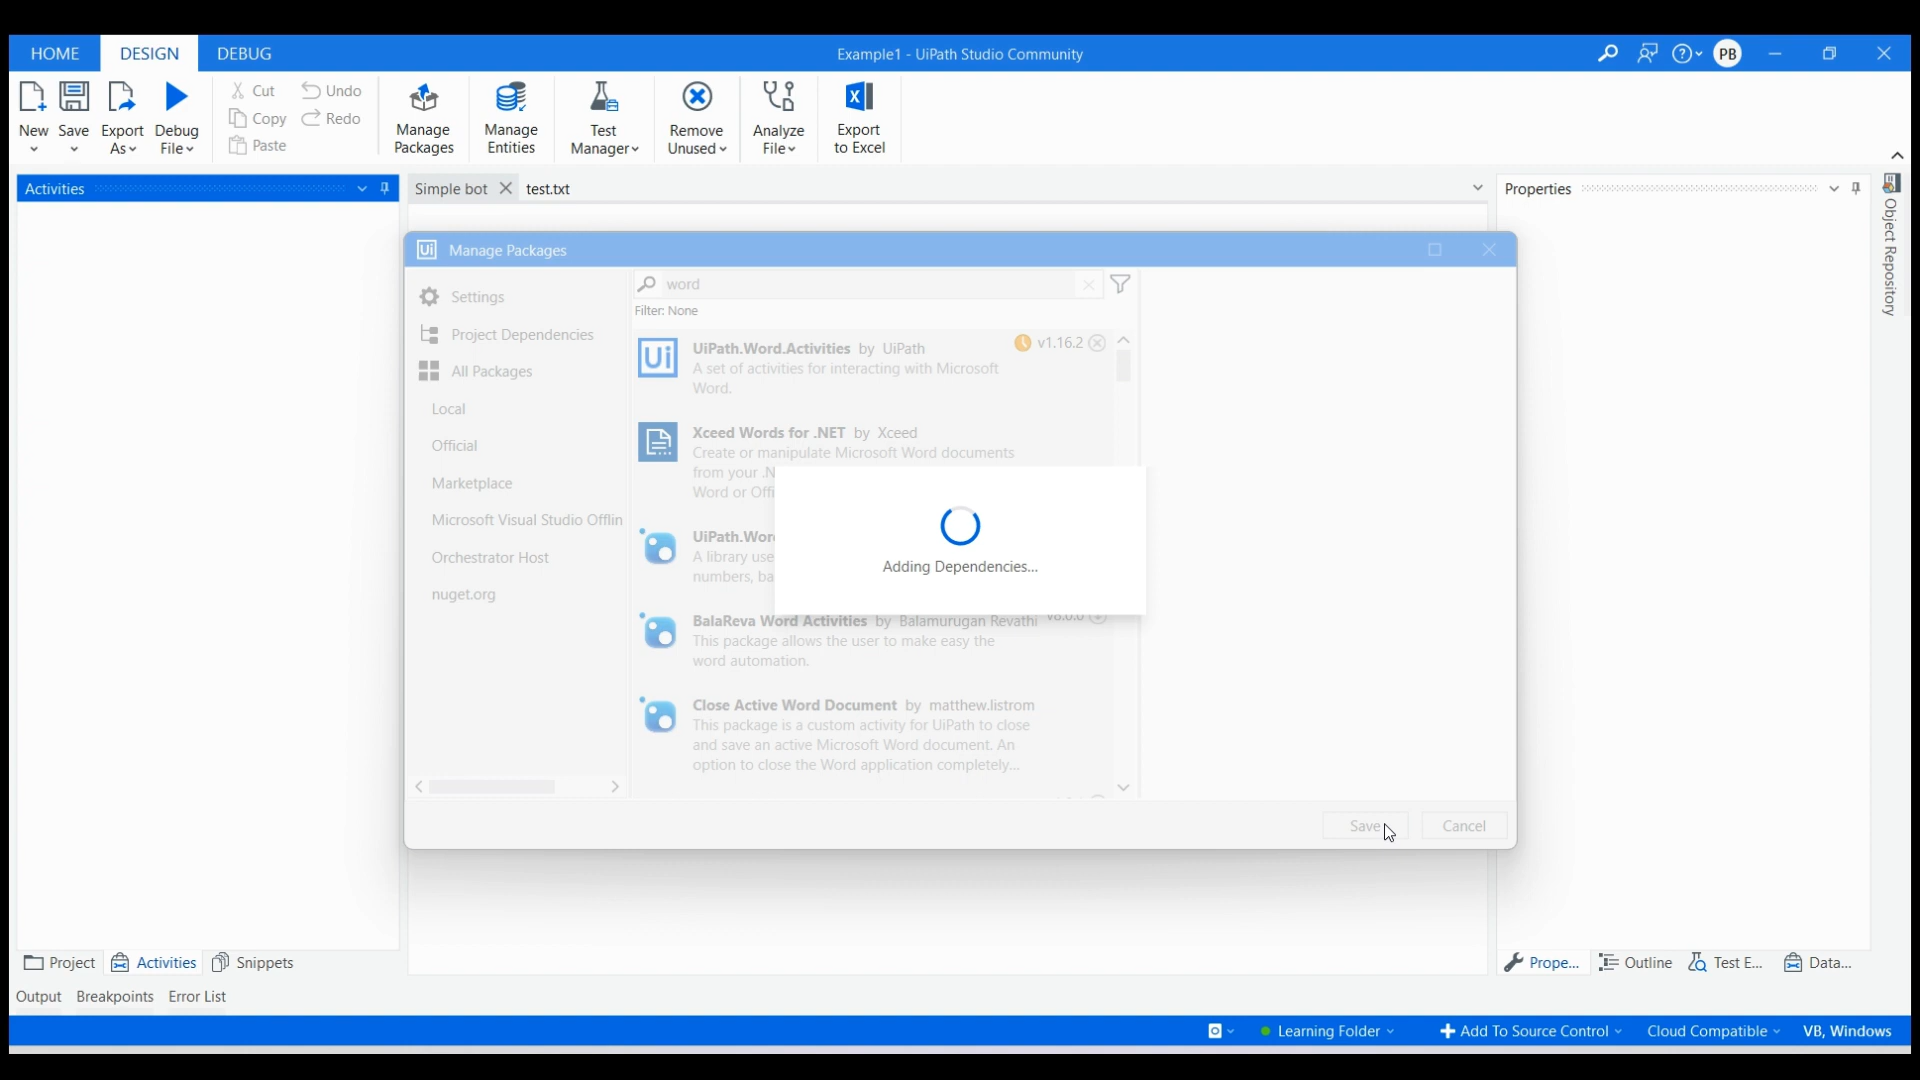 HOME DESIGN DEBUG Example1 - UiPath Studio Community PB
New Save Export As Debug File
Cut Undo
Copy Redo
Paste
Manage Packages
Manage Entities
Test Manager
Remove Unused
Analyze File
Export to Excel
Activities
Simple bot test.txt
Properties
Object Repository
Ui Manage Packages
Settings
Project Dependencies
All Packages
Local
Official
Marketplace
Microsoft Visual Studio Offlin
Orchestrator Host
nuget.org
word
Filter: None
Ui UiPath.Word.Activities by UiPath v1.16.2
A set of activities for interacting with Microsoft
Word.
Xceed Words for .NET by Xceed
Create or manipulate Microsoft Word documents
from your .N
Word or Offi
UiPath.Wor
A library use
numbers, ba
Adding Dependencies...
BalaReva Word Activities by Balamurugan Revathi
This package allows the user to make easy the
word automation.
Close Active Word Document by matthew.listrom
This package is a custom activity for UiPath to close
and save an active Microsoft Word document. An
option to close the Word application completely...
Save Cancel
Project Activities Snippets
Prope... Outline Test E... Data...
Output Breakpoints Error List
Learning Folder Add To Source Control Cloud Compatible VB, Windows